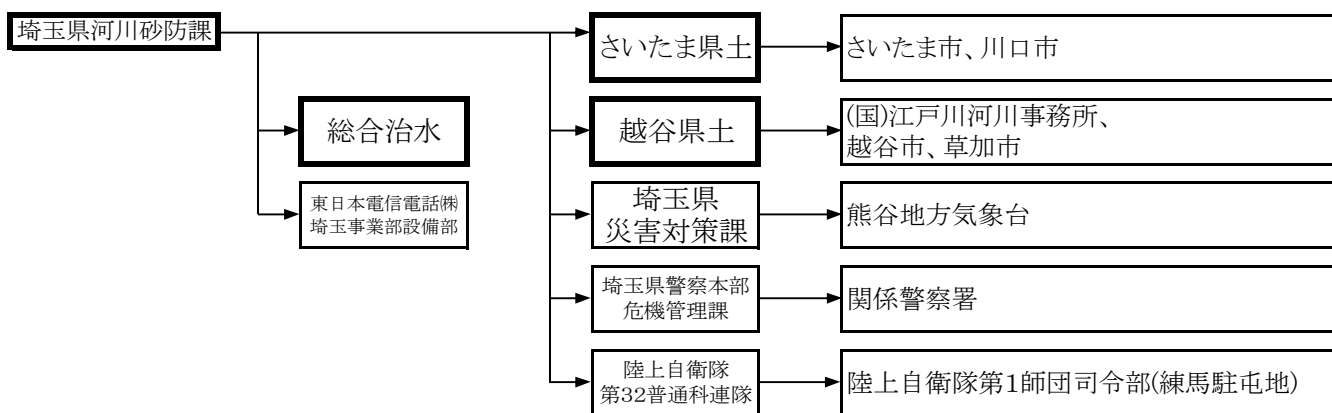 埼玉県河川砂防課
さいたま県土
さいたま市、川口市
総合治水
越谷県土
(国)江戸川河川事務所、
越谷市、草加市
東日本電信電話㈱
埼玉事業部設備部
埼玉県
災害対策課
熊谷地方気象台
埼玉県警察本部
危機管理課
関係警察署
陸上自衛隊
第32普通科連隊
陸上自衛隊第1師団司令部(練馬駐屯地)